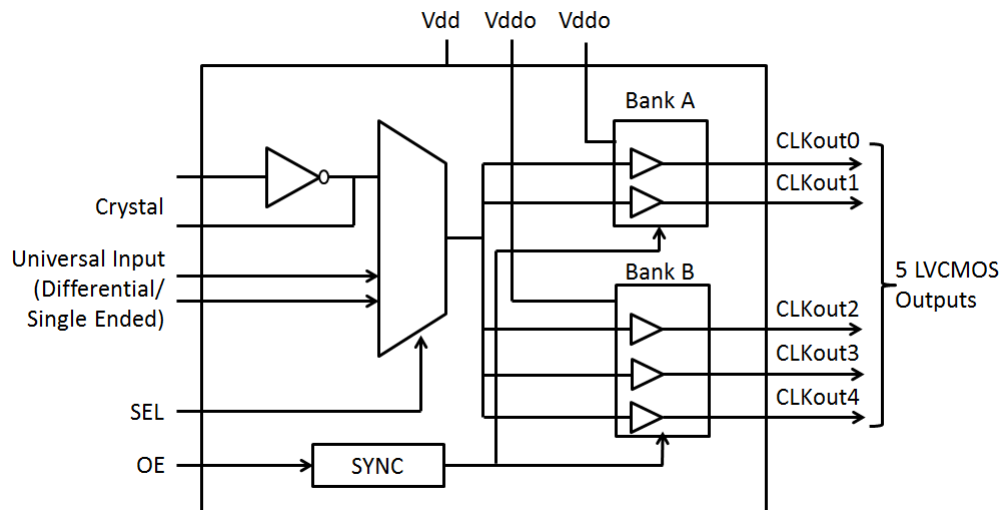 Vdd
Vddo
Vddo
Bank A
CLKout0
CLKout1
Crystal
Universal Input
(Differential/
Single Ended)
Bank B
5 LVCMOS
Outputs
CLKout2
CLKout3
CLKout4
SEL
OE
SYNC